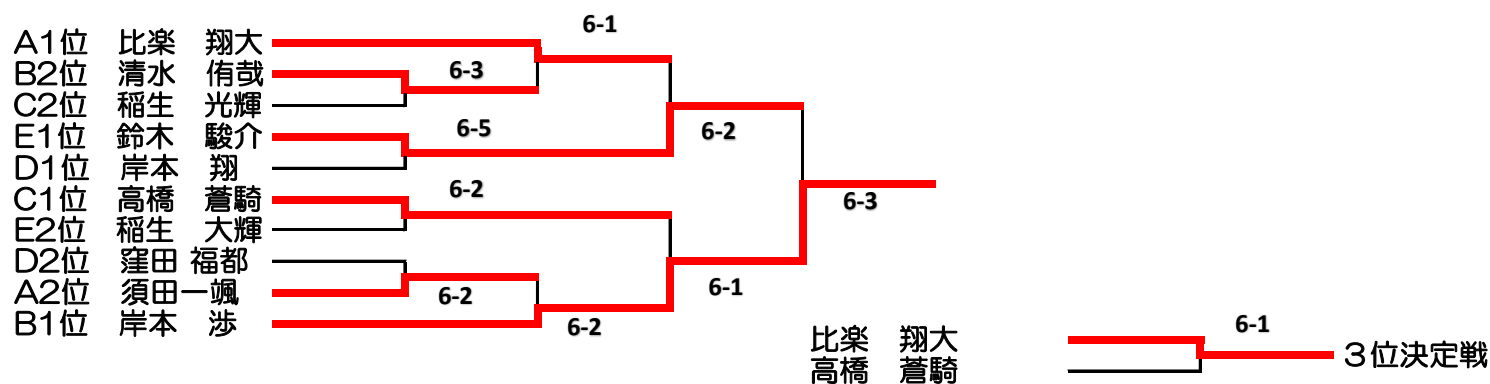 6-1
A1位 比楽 翔大
B2位 清水 侑哉
6-3
C2位 稲生 光輝
E1位 鈴木 駿介
6-5
6-2
D1位 岸本 翔
C1位 高橋 蒼騎
6-2
6-3
E2位 稲生 大輝
D2位 窪田 福都
A2位 須田一颯
6-2
6-1
B1位 岸本 渉
6-2
6-1
比楽 翔大
高橋 蒼騎
3位決定戦